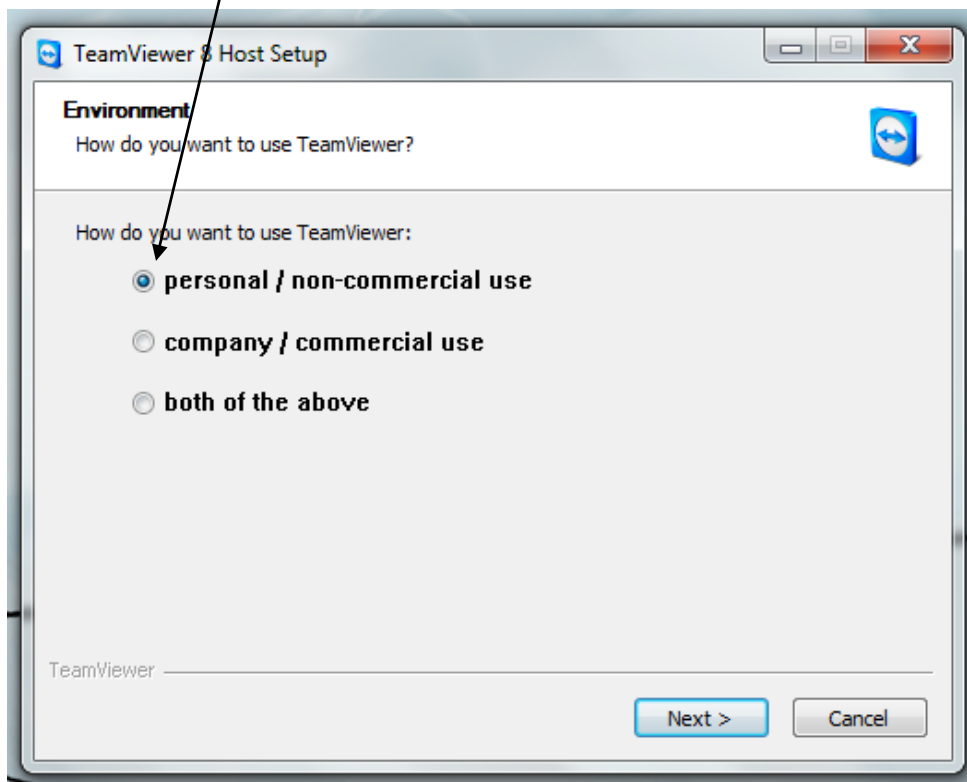 TeamViewer 8 Host Setup
Environment
How do you want to use TeamViewer?
How do you want to use TeamViewer:
personal / non-commercial use
company / commercial use
both of the above
TeamViewer
Next >
Cancel